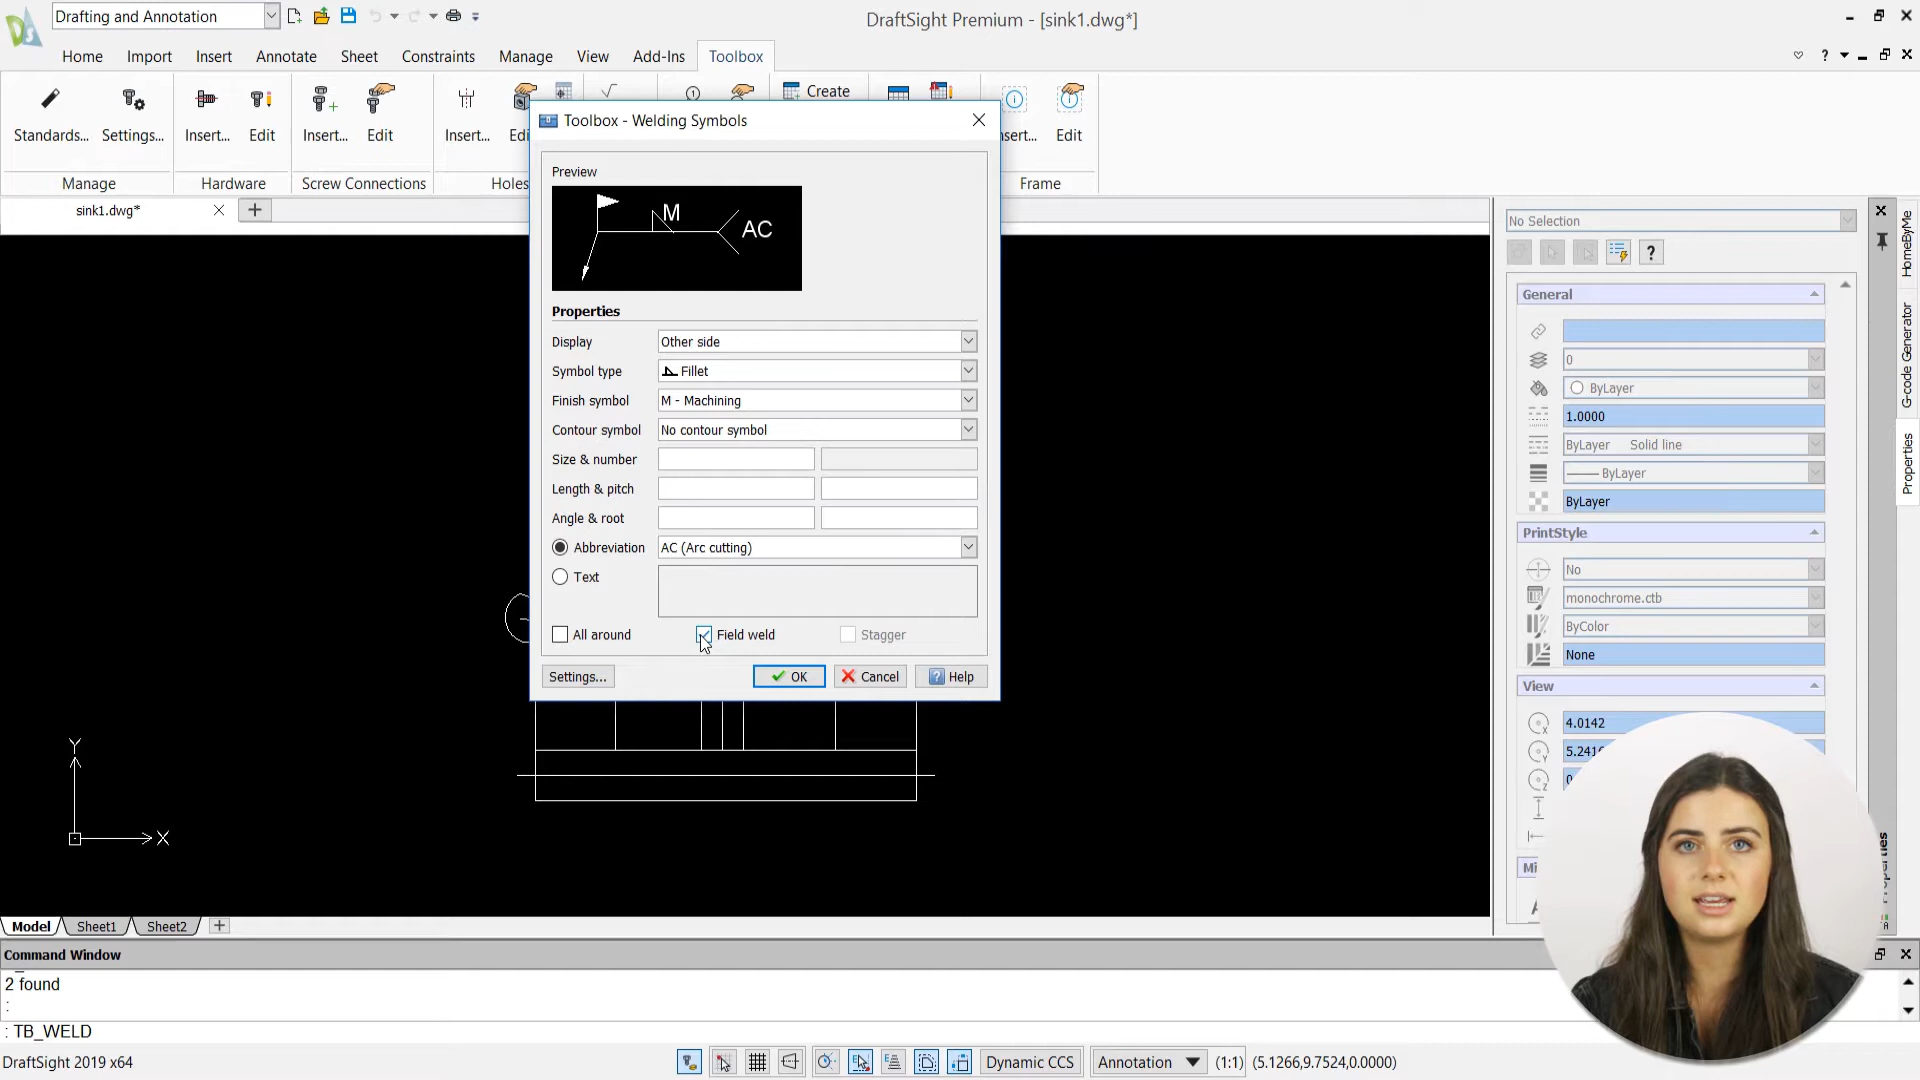 Drafting and Annotation
DraftSight Premium - [sink1.dwg*]
Home Import Insert Annotate Sheet Constraints Manage View Add-Ins Toolbox
Create
Standards... Settings... Insert... Edit Insert... Edit Insert... Edit
Manage Hardware Screw Connections Frame
sink1.dwg*
Toolbox - Welding Symbols
Preview
M
AC
Properties
Display Other side
Symbol type Fillet
Finish symbol M - Machining
Contour symbol No contour symbol
Size & number
Length & pitch
Angle & root
Abbreviation AC (Arc cutting)
Text
All around Field weld Stagger
Settings... OK Cancel Help
No Selection
?
General
0
ByLayer
1.0000
ByLayer Solid line
ByLayer
ByLayer
PrintStyle
No
monochrome.ctb
ByColor
None
View
4.0142
HomeByMe
G-code Generator
Properties
Y
X
Model Sheet1 Sheet2
Command Window
2 found
:
: TB_WELD
DraftSight 2019 x64
Dynamic CCS Annotation (1:1) (5.1266,9.7524,0.0000)